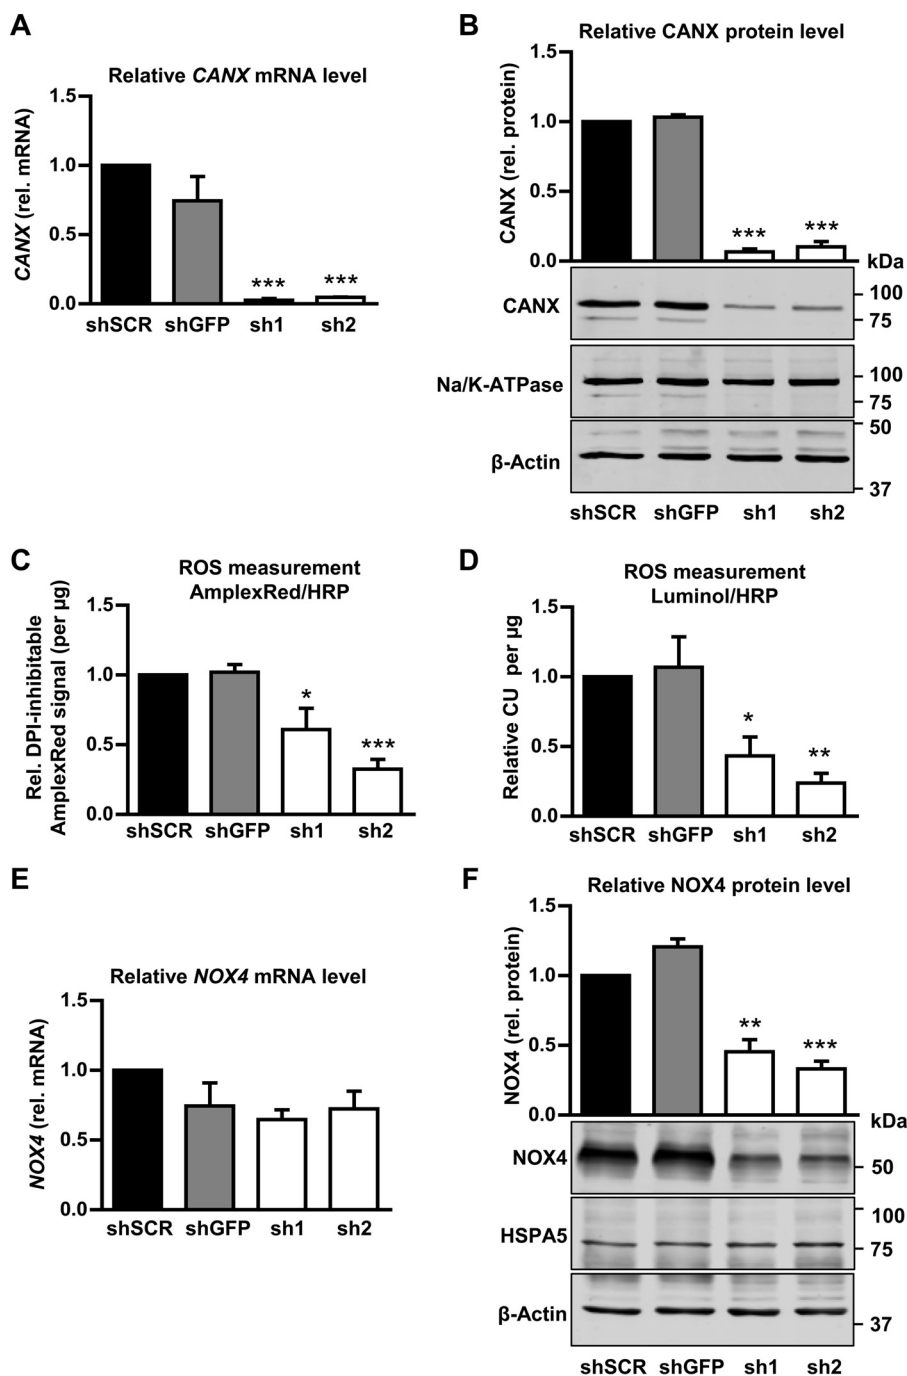 A
Relative CANX mRNA level
CANX (rel. mRNA)
1.5
1.0
0.5
0.0
***
***
shSCR shGFP sh1 sh2
B
Relative CANX protein level
CANX (rel. protein)
1.5
1.0
0.5
0.0
***
***
kDa
CANX
100
75
Na/K-ATPase
100
75
50
β-Actin
37
shSCR shGFP sh1 sh2
C
ROS measurement
AmplexRed/HRP
Rel. DPI-inhibitable
AmplexRed signal (per µg)
1.5
1.0
0.5
0.0
*
***
shSCR shGFP sh1 sh2
D
ROS measurement
Luminol/HRP
Relative CU per µg
1.5
1.0
0.5
0.0
*
**
shSCR shGFP sh1 sh2
E
Relative NOX4 mRNA level
NOX4 (rel. mRNA)
1.5
1.0
0.5
0.0
shSCR shGFP sh1 sh2
F
Relative NOX4 protein level
NOX4 (rel. protein)
1.5
1.0
0.5
0.0
**
***
kDa
NOX4
50
HSPA5
100
75
β-Actin
37
shSCR shGFP sh1 sh2